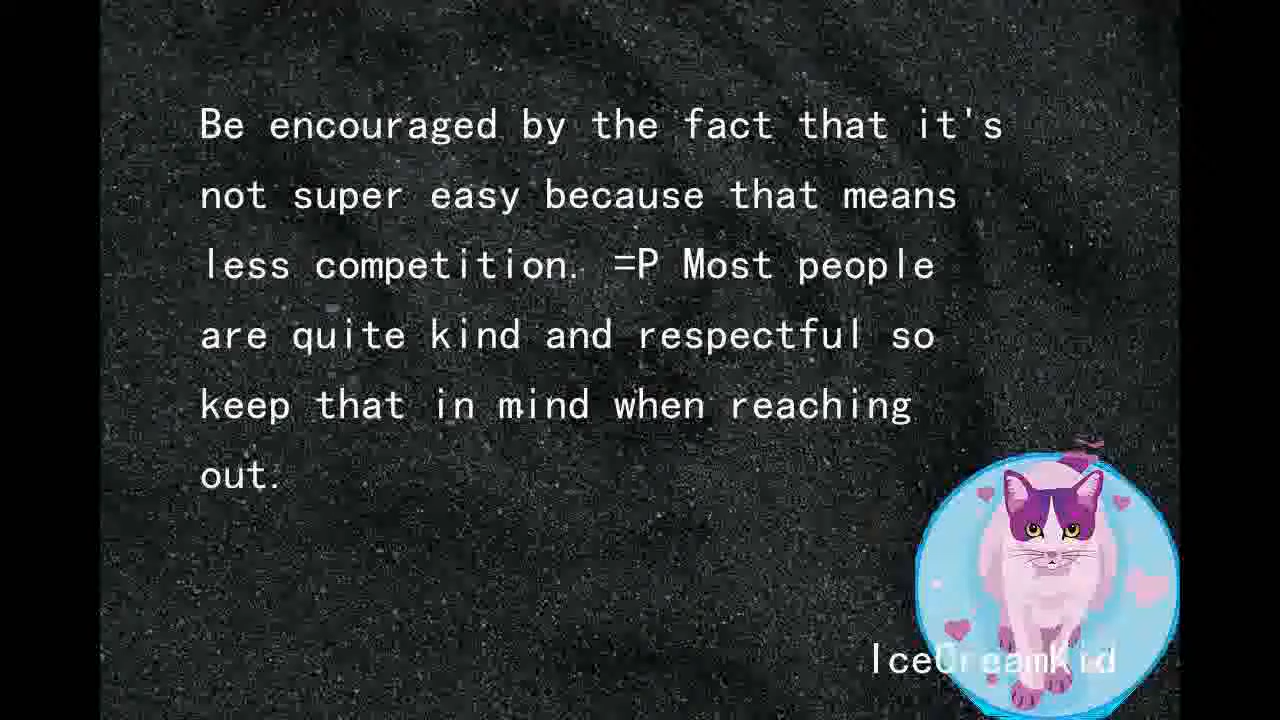 Be encouraged by the fact that it's
not super easy because that means
less competition. =P Most people
are quite kind and respectful so
keep that in mind when reaching
out.
IceCreamKid